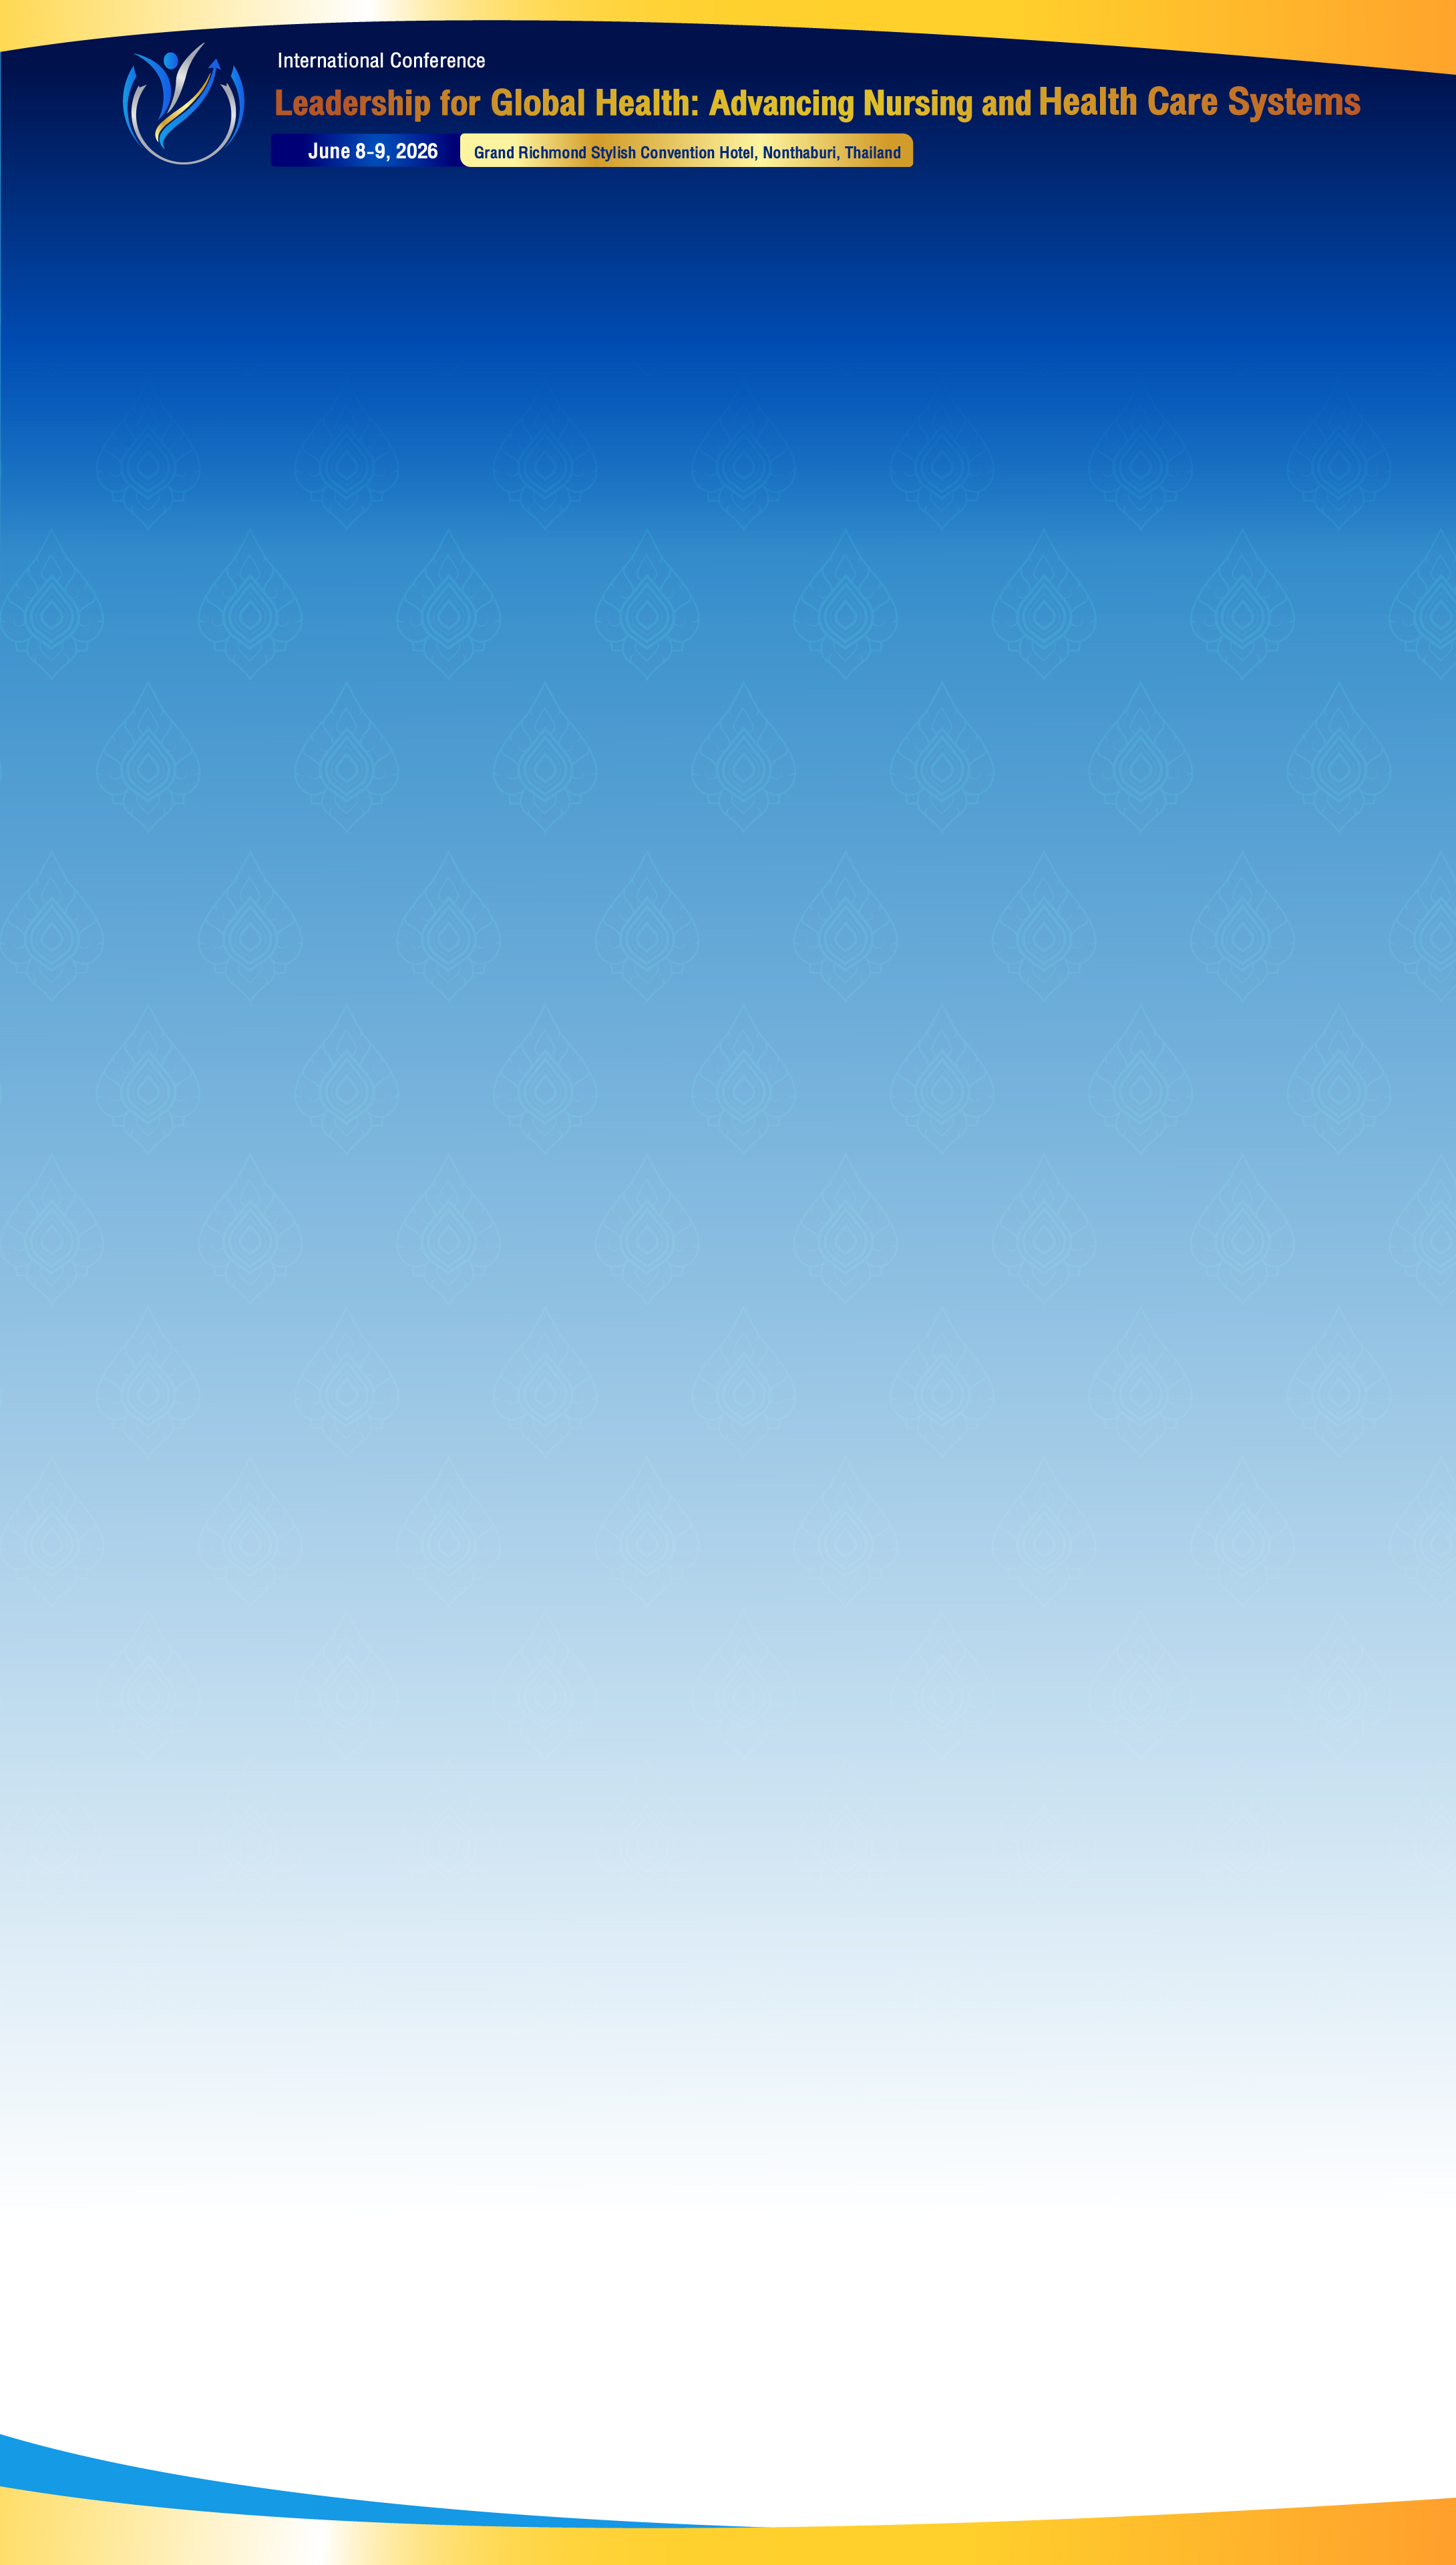 International Conference
Leadership for Global Health: Advancing Nursing and Health Care Systems
June 8-9, 2026
Grand Richmond Stylish Convention Hotel, Nonthaburi, Thailand